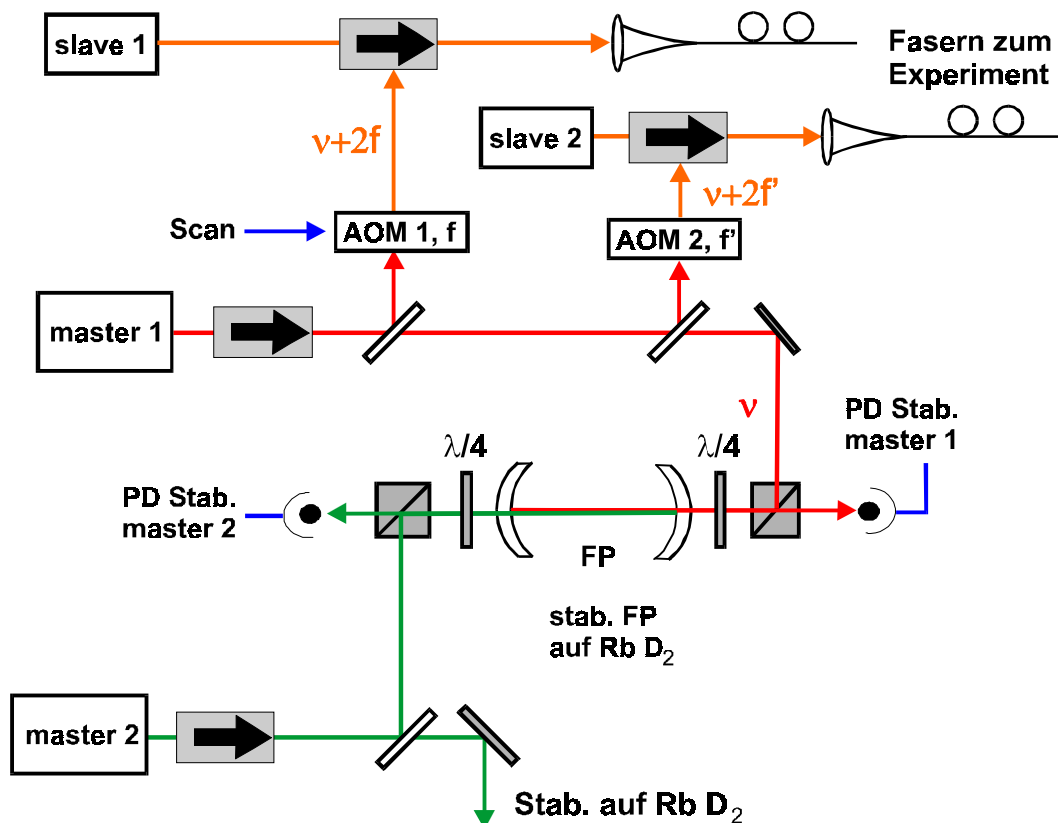 slave 1
Fasern zum
Experiment
slave 2
ν+2f
ν+2f'
Scan
AOM 1, f
AOM 2, f'
master 1
ν
PD Stab.
master 1
λ/4
λ/4
PD Stab.
master 2
FP
stab. FP
auf Rb D₂
master 2
Stab. auf Rb D₂